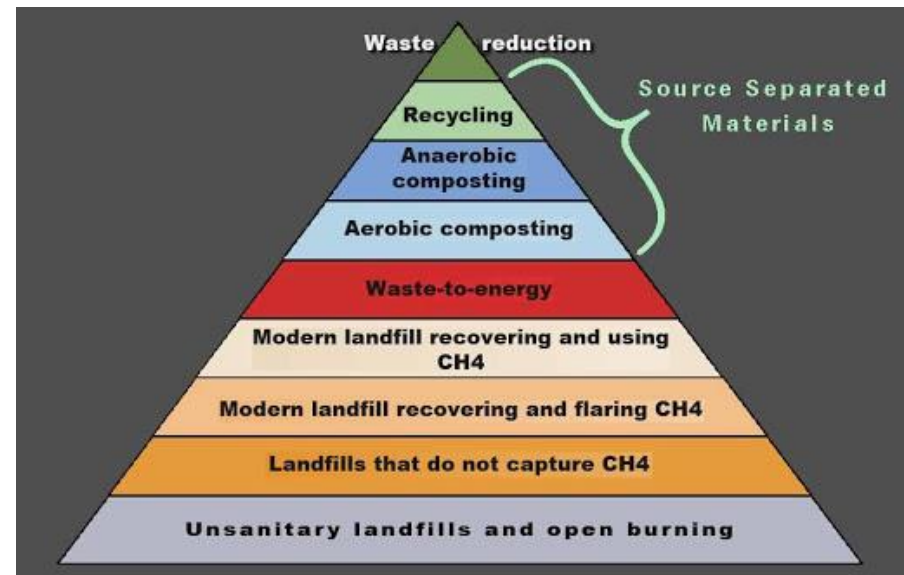 Waste reduction
Source Separated
Materials
Recycling
Anaerobic
composting
Aerobic composting
Waste-to-energy
Modern landfill recovering and using
CH4
Modern landfill recovering and flaring CH4
Landfills that do not capture CH4
Unsanitary landfills and open burning